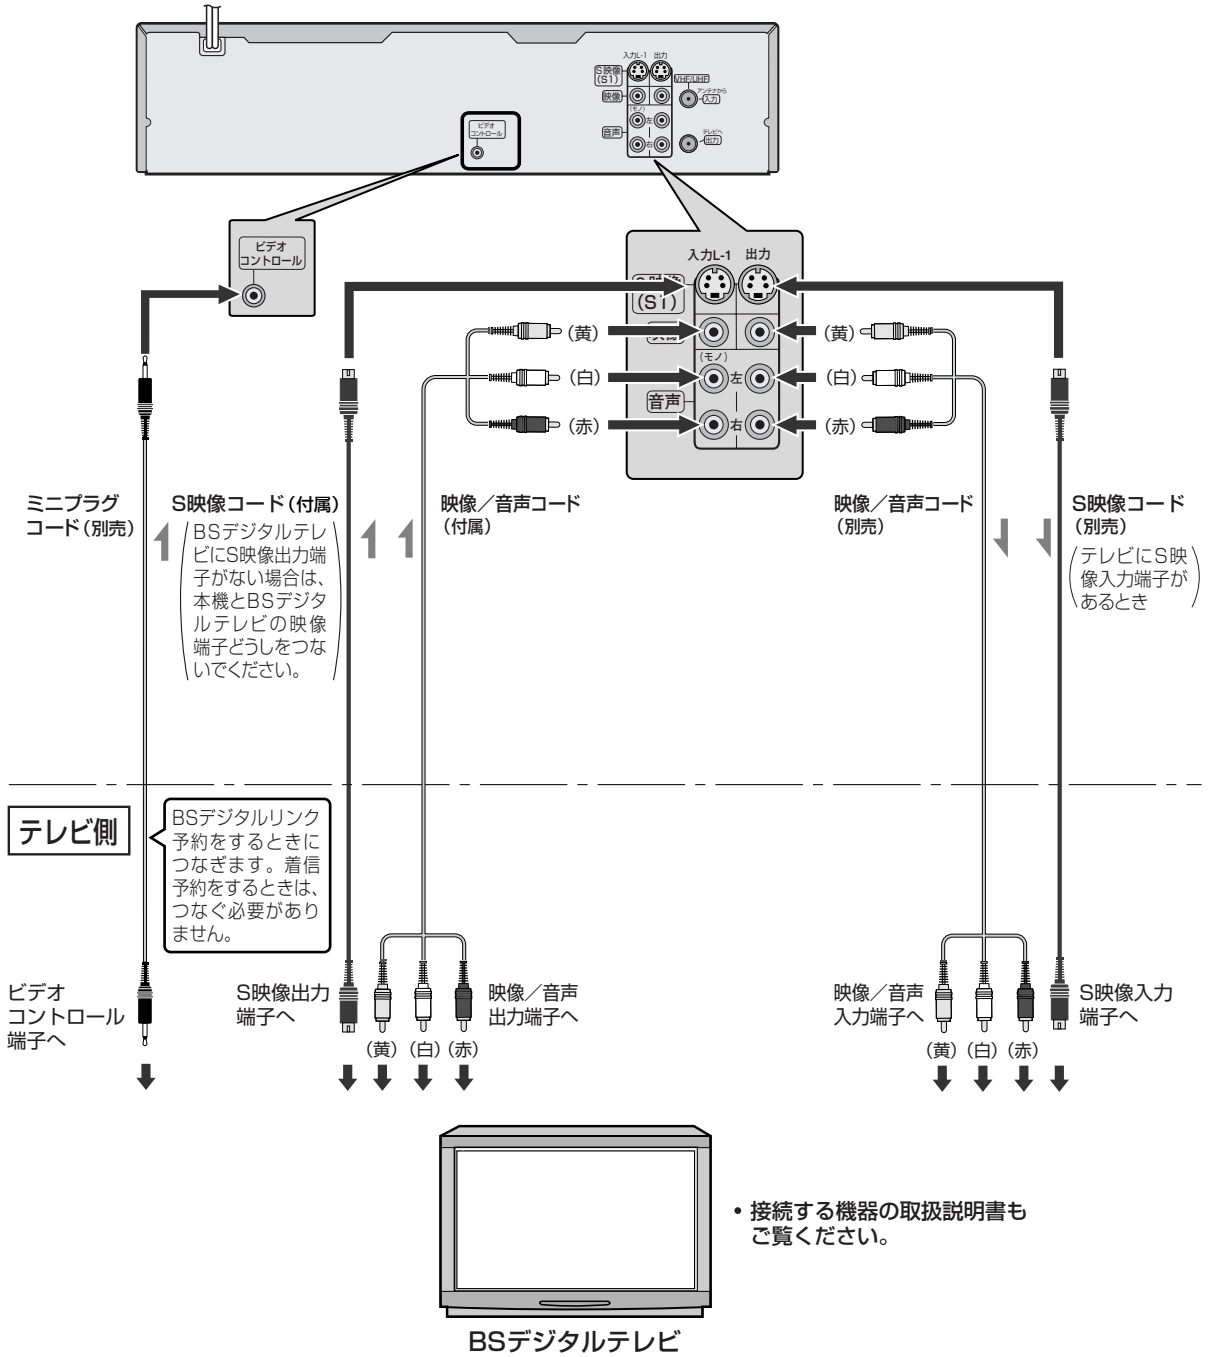 入力L-1 出力
S映像
(S1)
VHF/UHF
映像
アンテナから
入力
(モノ)
左
音声
右
テレビへ
出力
ビデオ
コントロール
ビデオ
コントロール
入力L-1 出力
(S1)
(黄)
(黄)
(モノ)
(白)
左
(白)
音声
(赤)
右
(赤)
ミニプラグ
コード(別売)
S映像コード(付属)
BSデジタルテレ
ビにS映像出力端
子がない場合は、
本機とBSデジタ
ルテレビの映像
端子どうしをつな
いでください。
映像/音声コード
(付属)
映像/音声コード
(別売)
S映像コード
(別売)
テレビにS映
像入力端子が
あるとき
テレビ側
BSデジタルリンク
予約をするときに
つなぎます。着信
予約をするときは、
つなぐ必要があり
ません。
ビデオ
コントロール
端子へ
S映像出力
端子へ
映像/音声
出力端子へ
(黄)(白)(赤)
映像/音声
入力端子へ
(黄)(白)(赤)
S映像入力
端子へ
• 接続する機器の取扱説明書も
ご覧ください。
BSデジタルテレビ